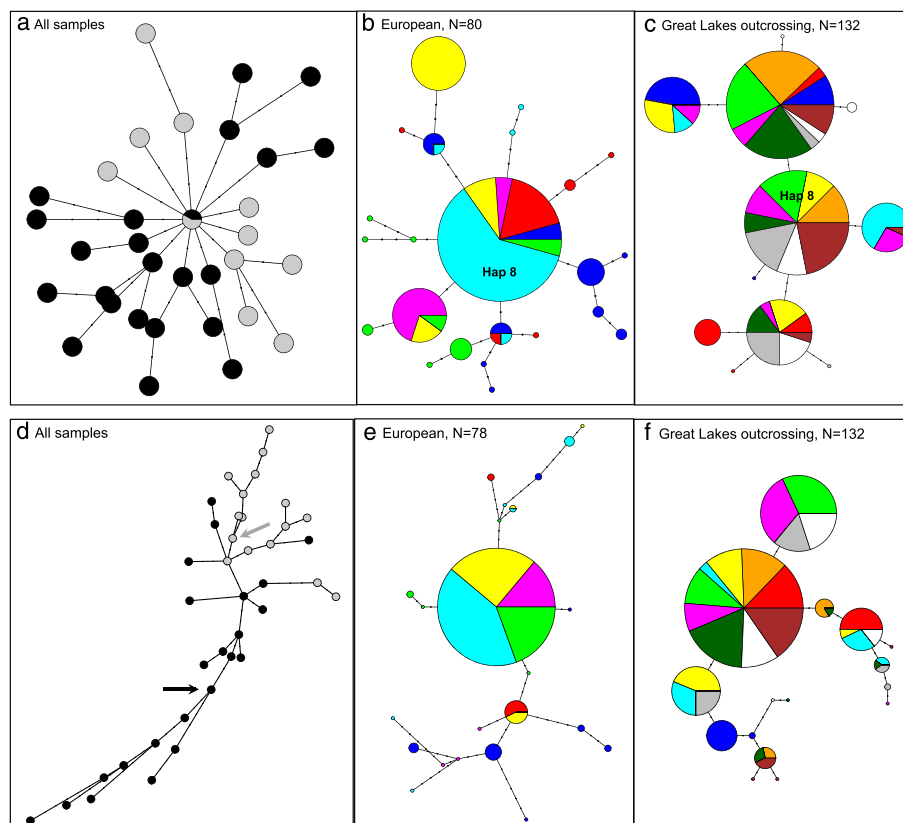 a All samples
b European, N=80
c Great Lakes outcrossing, N=132
Hap 8
Hap 8
d All samples
e European, N=78
f Great Lakes outcrossing, N=132